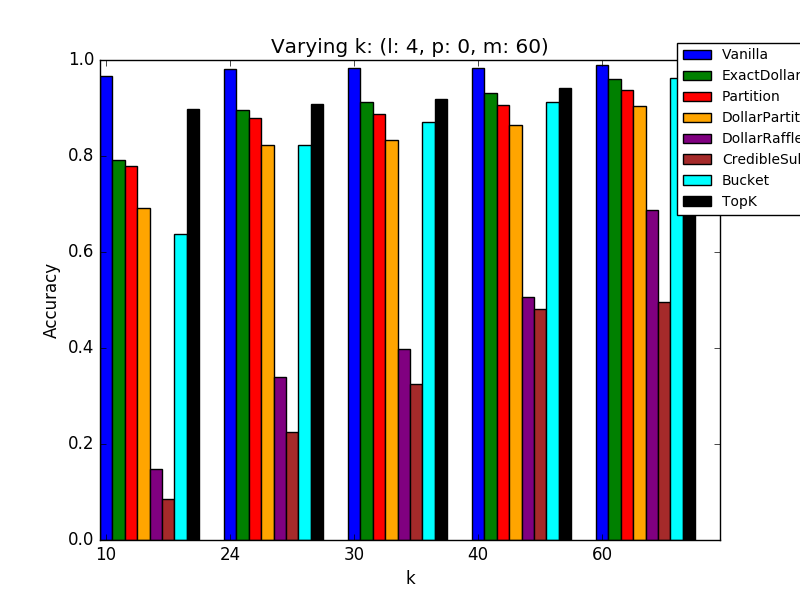 Varying k: (l: 4, p: 0, m: 60)
Vanilla
ExactDollar
Partition
DollarPartit
DollarRaffle
CredibleSu
Bucket
TopK
1.0
0.8
0.6
0.4
0.2
0.0
Accuracy
10 24 30 40 60
k